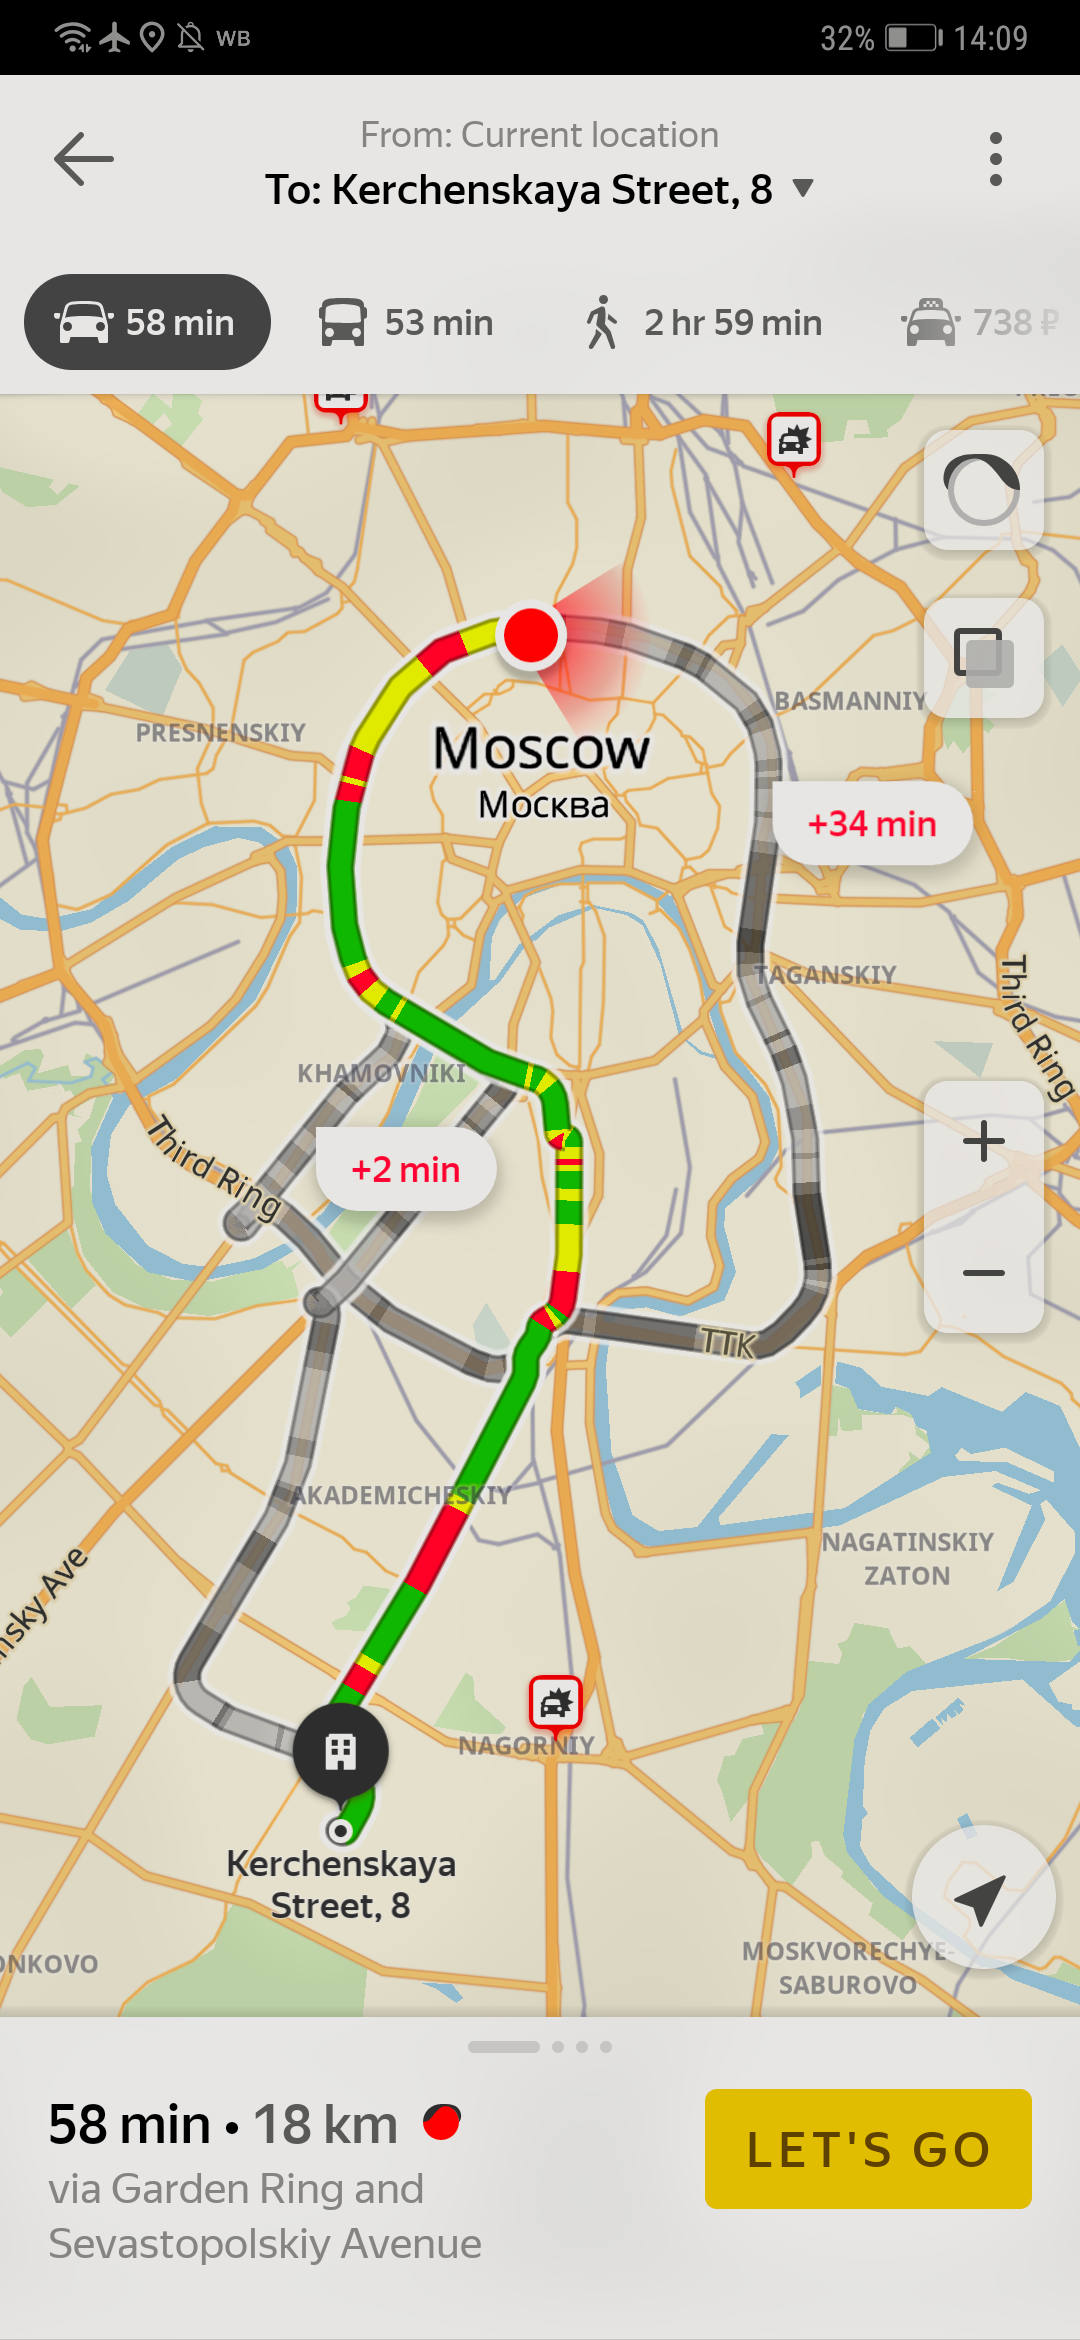 WB
32%
14:09
From: Current location
To: Kerchenskaya Street, 8
58 min
53 min
2 hr 59 min
738 ₽
BASMANNIY
PRESNENSKIY
Moscow
Москва
+34 min
TAGANSKIY
Third Ring
KHAMOVNIKI
Third Ring
+2 min
TTK
AKADEMICHESKIY
NAGATINSKIY
ZATON
nsky Ave
NAGORNIY
Kerchenskaya
Street, 8
ONKOVO
MOSKVORECHYE-
SABUROVO
58 min • 18 km
via Garden Ring and
Sevastopolskiy Avenue
LET'S GO